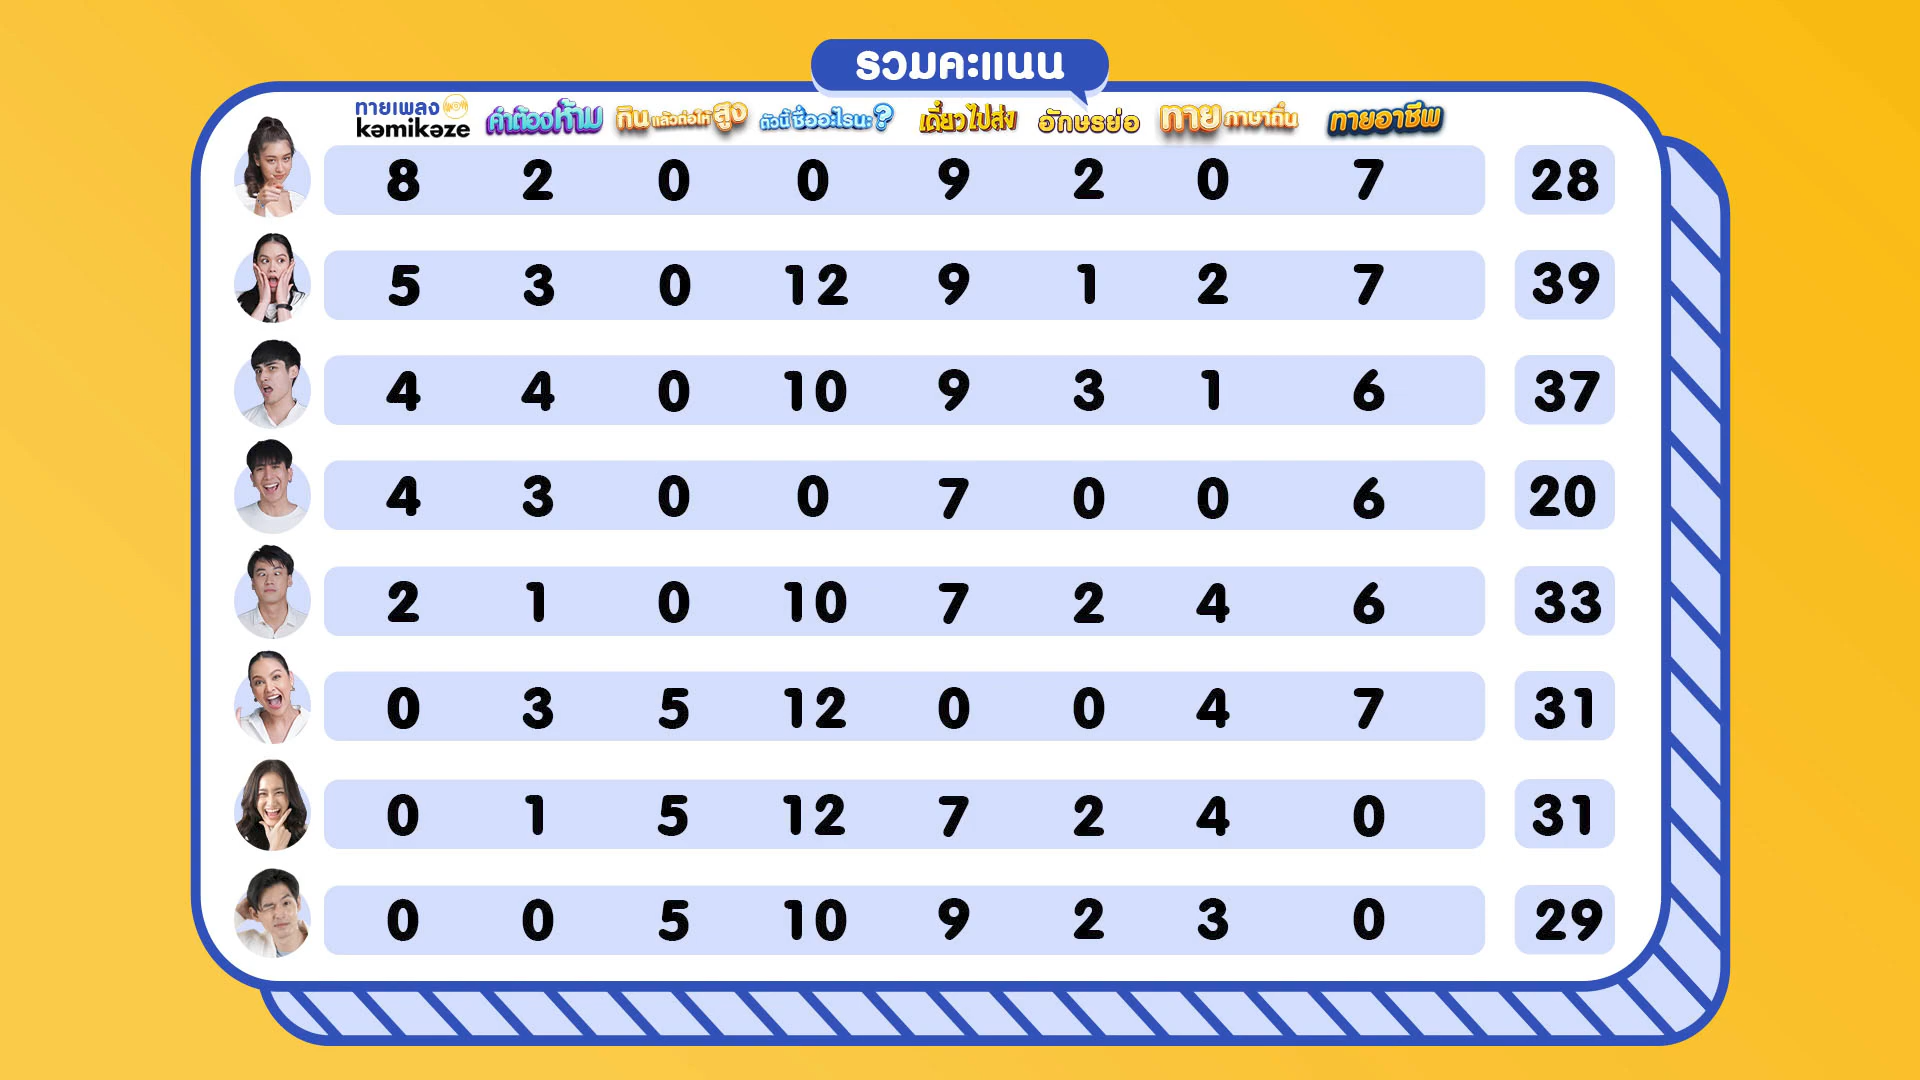 รวมคะแนน
ทายเพลง kamikaze คำต้องห้าม กินแล้วต่อให้สูง ตัวนี้ชื่ออะไรนะ? เดี๋ยวไปส่ง อักษรย่อ ทายภาษาถิ่น ทายอาชีพ
8 2 0 0 9 2 0 7 28
5 3 0 12 9 1 2 7 39
4 4 0 10 9 3 1 6 37
4 3 0 0 7 0 0 6 20
2 1 0 10 7 2 4 6 33
0 3 5 12 0 0 4 7 31
0 1 5 12 7 2 4 0 31
0 0 5 10 9 2 3 0 29